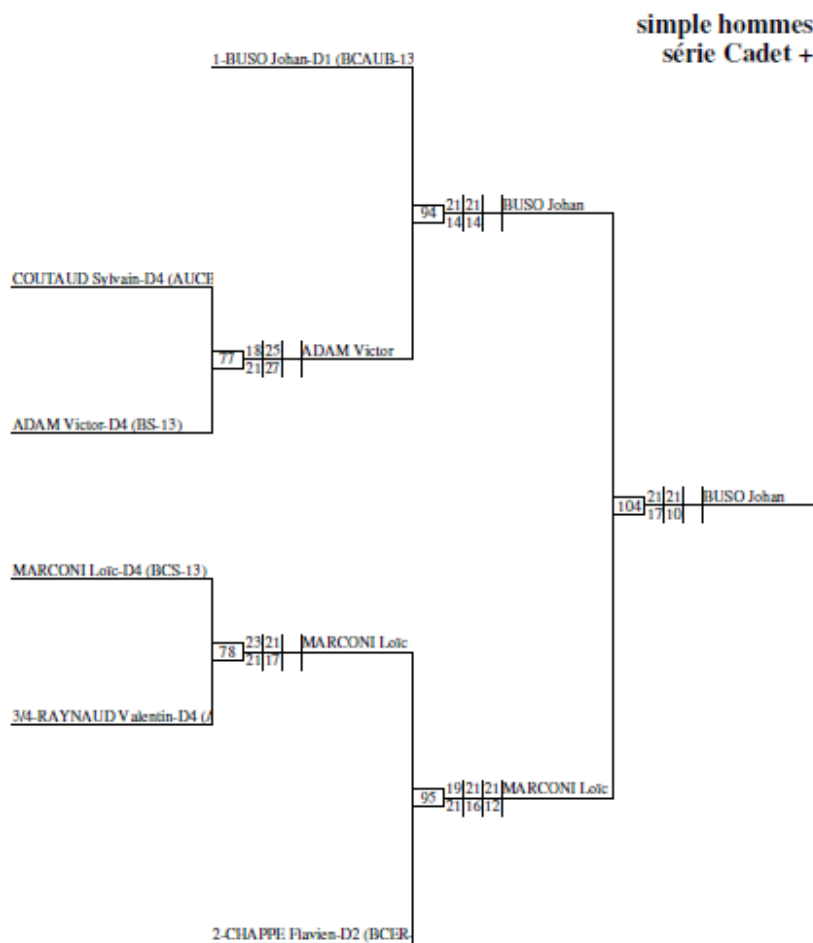 simple hommes
série Cadet +
1-BUSO Johan-D1 (BCAUB-13
94
21 21
14 14
BUSO Johan
COUTAUD Sylvain-D4 (AUCE
77
18 25
21 27
ADAM Victor
ADAM Victor-D4 (BS-13)
104
21 21
17 10
BUSO Johan
MARCONI Loïc-D4 (BCS-13)
78
23 21
21 17
MARCONI Loïc
3/4-RAYNAUD Valentin-D4 (A
95
19 21 21
21 16 12
MARCONI Loïc
2-CHAPPE Flavien-D2 (BCER-